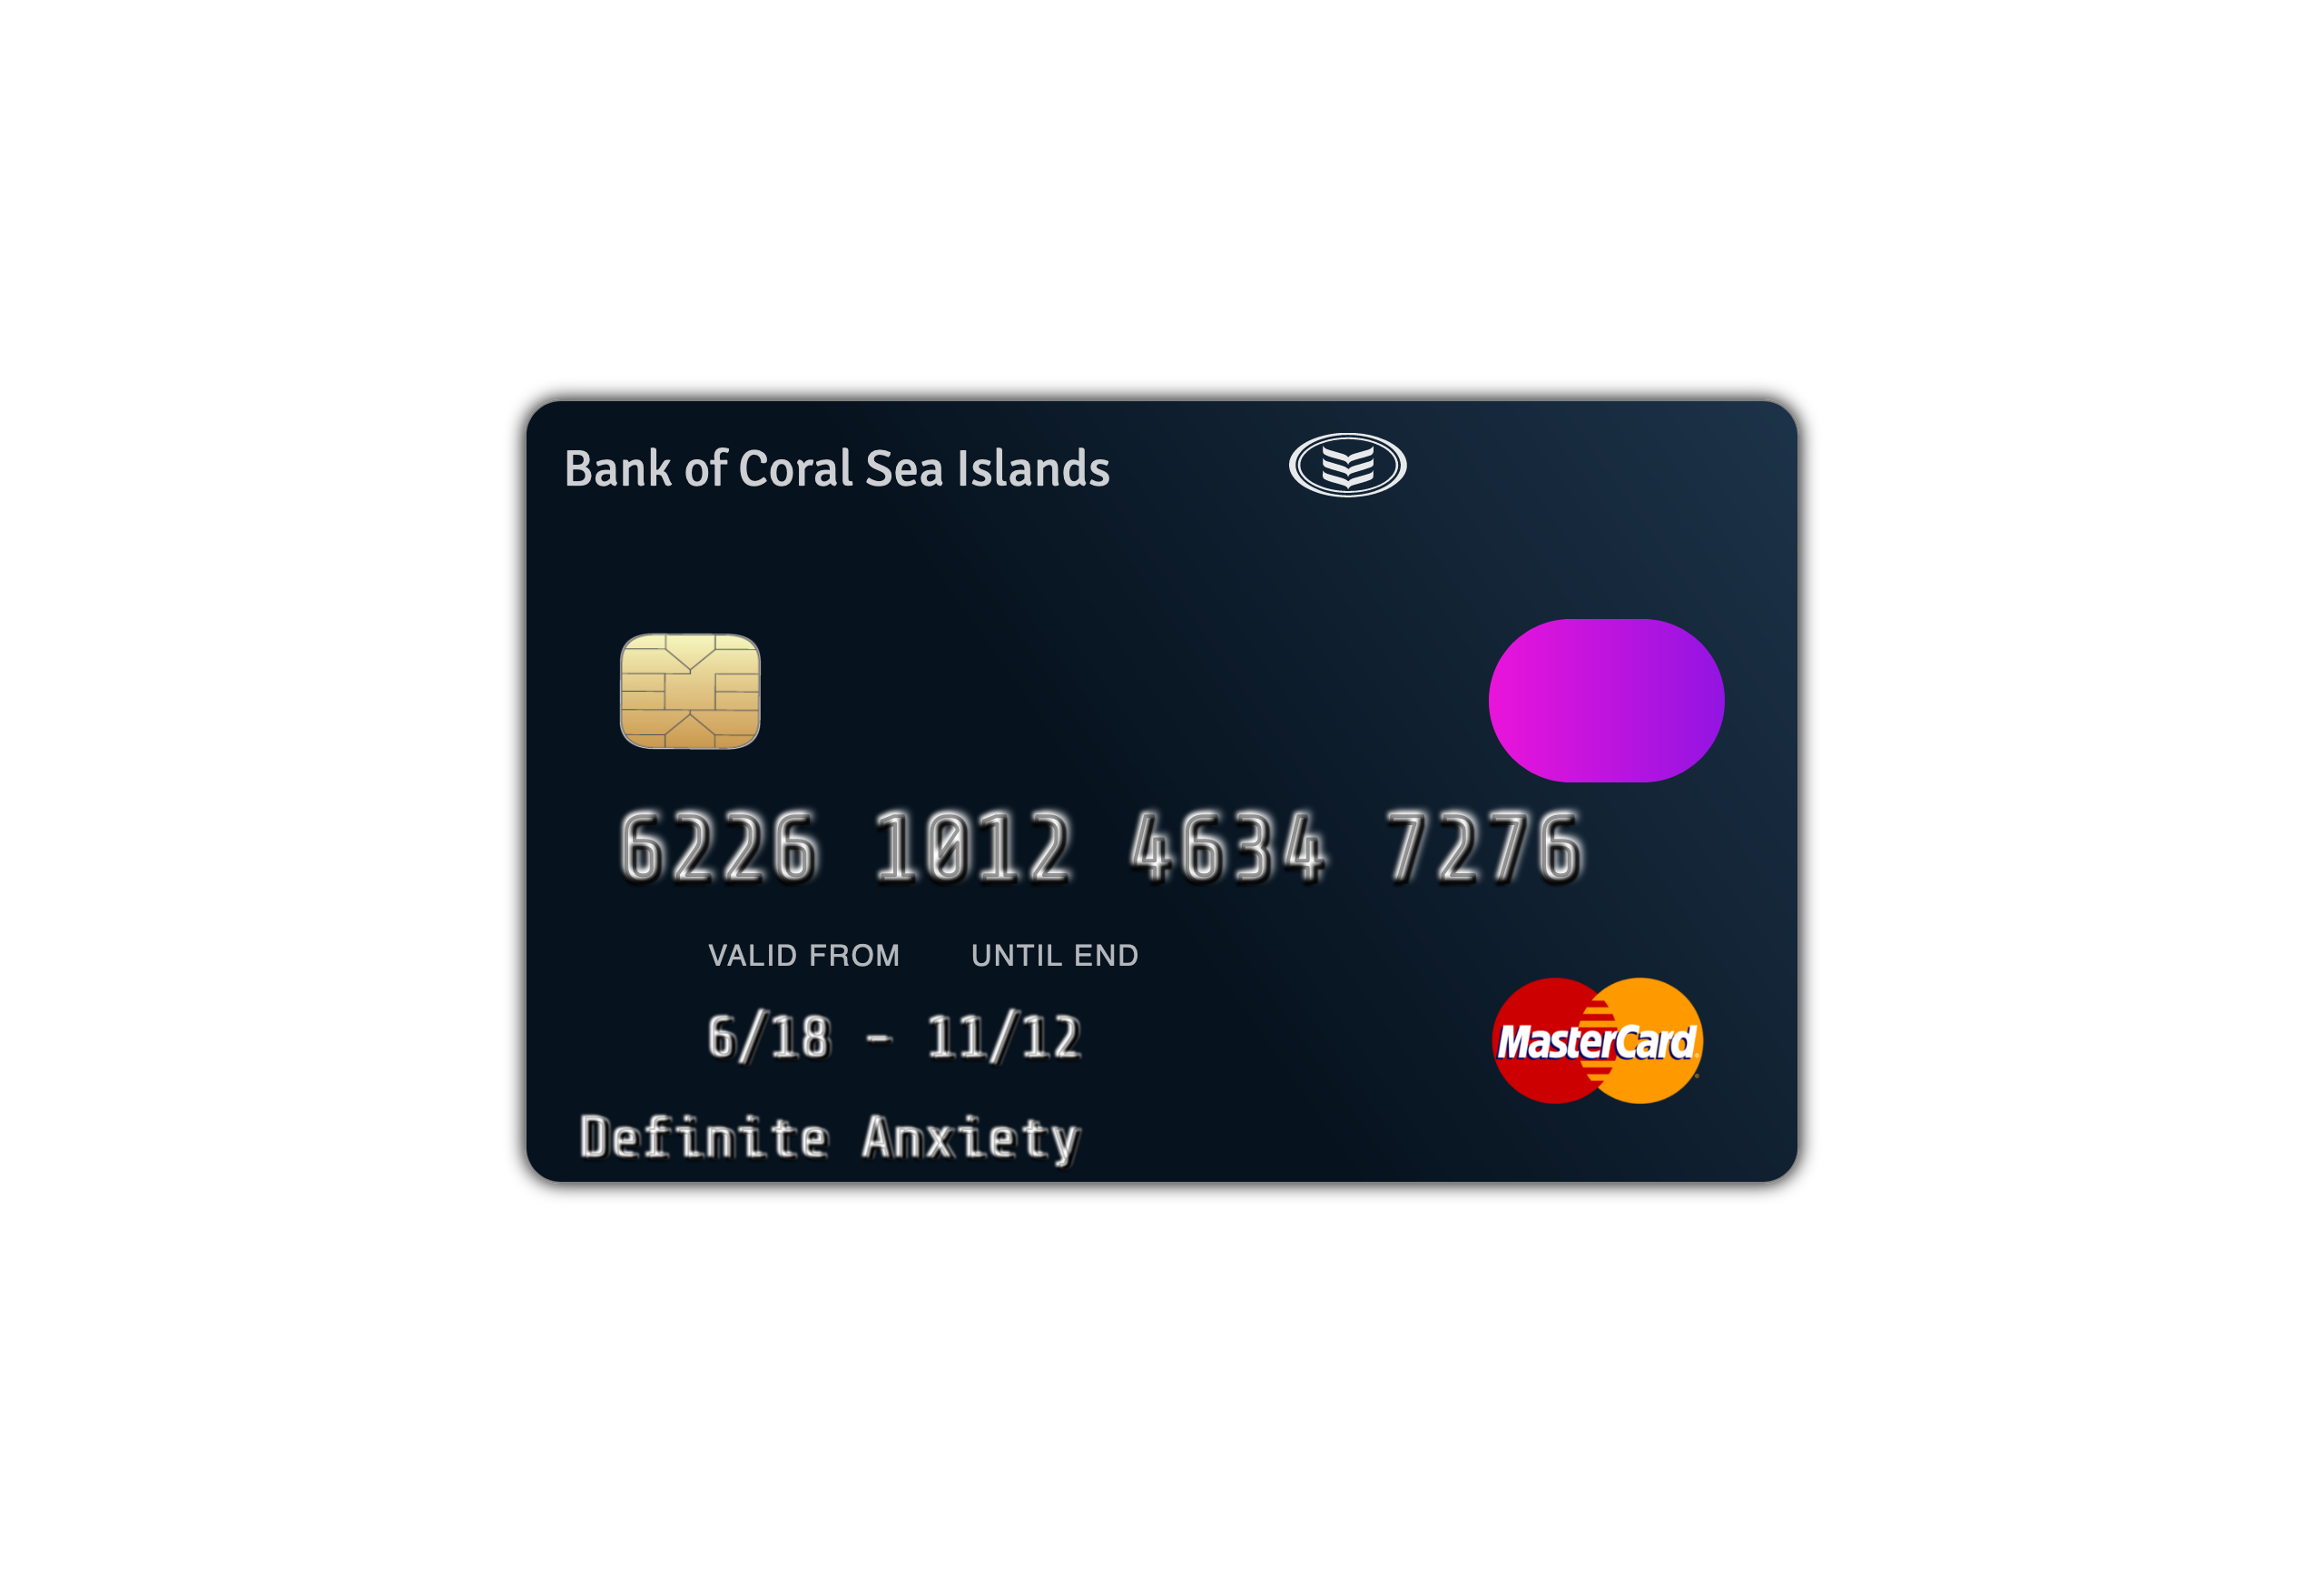 Bank of Coral Sea Islands
6226 1012 4634 7276
VALID FROM UNTIL END
6/18 - 11/12
MasterCard
Definite Anxiety